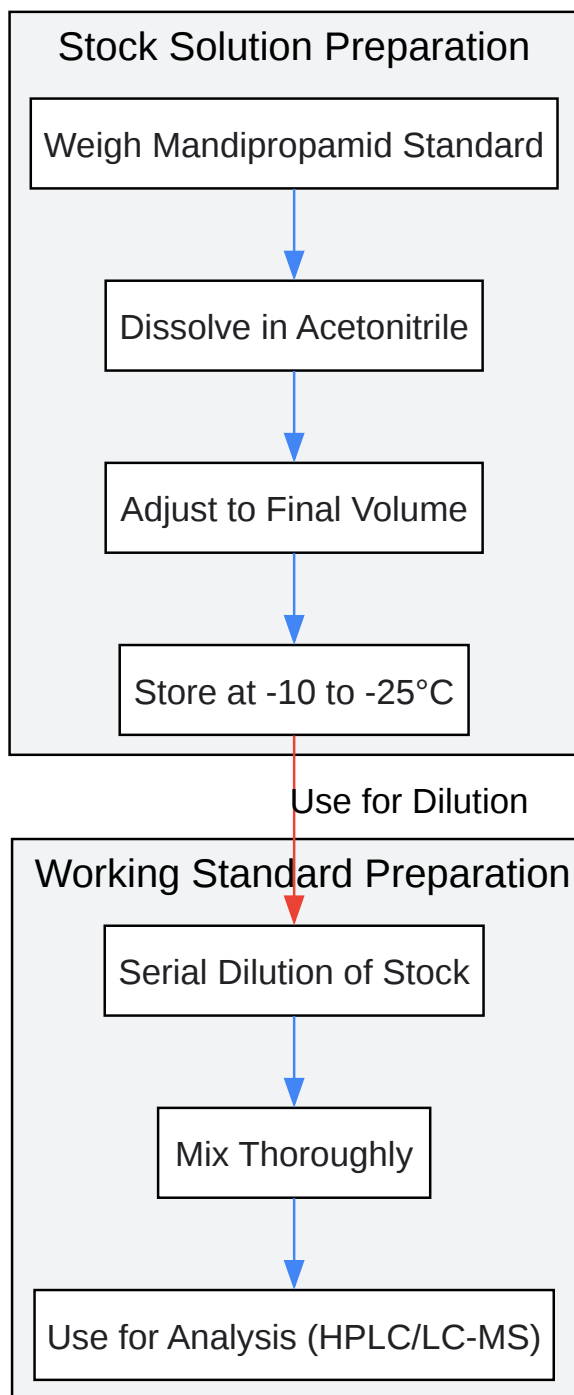 Stock Solution Preparation
Weigh Mandipropamid Standard
Dissolve in Acetonitrile
Adjust to Final Volume
Store at -10 to -25°C
Use for Dilution
Working Standard Preparation
Serial Dilution of Stock
Mix Thoroughly
Use for Analysis (HPLC/LC-MS)